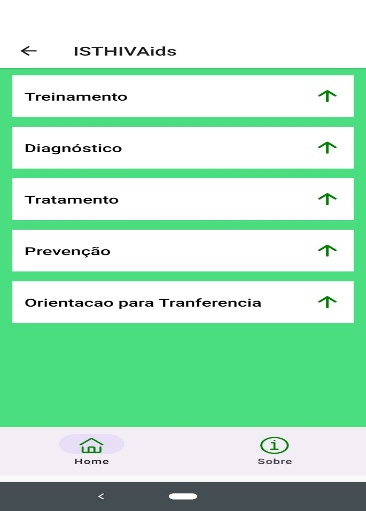 ISTHIVAids
Treinamento
Diagnóstico
Tratamento
Prevenção
Orientacao para Tranferencia
Home
Sobre